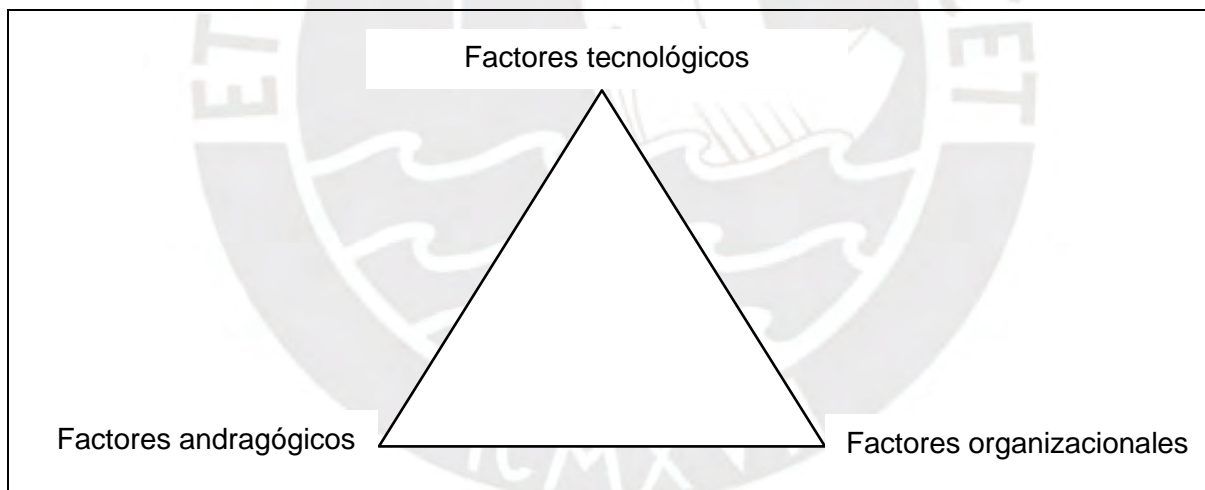 Factores tecnológicos
Factores andragógicos
Factores organizacionales